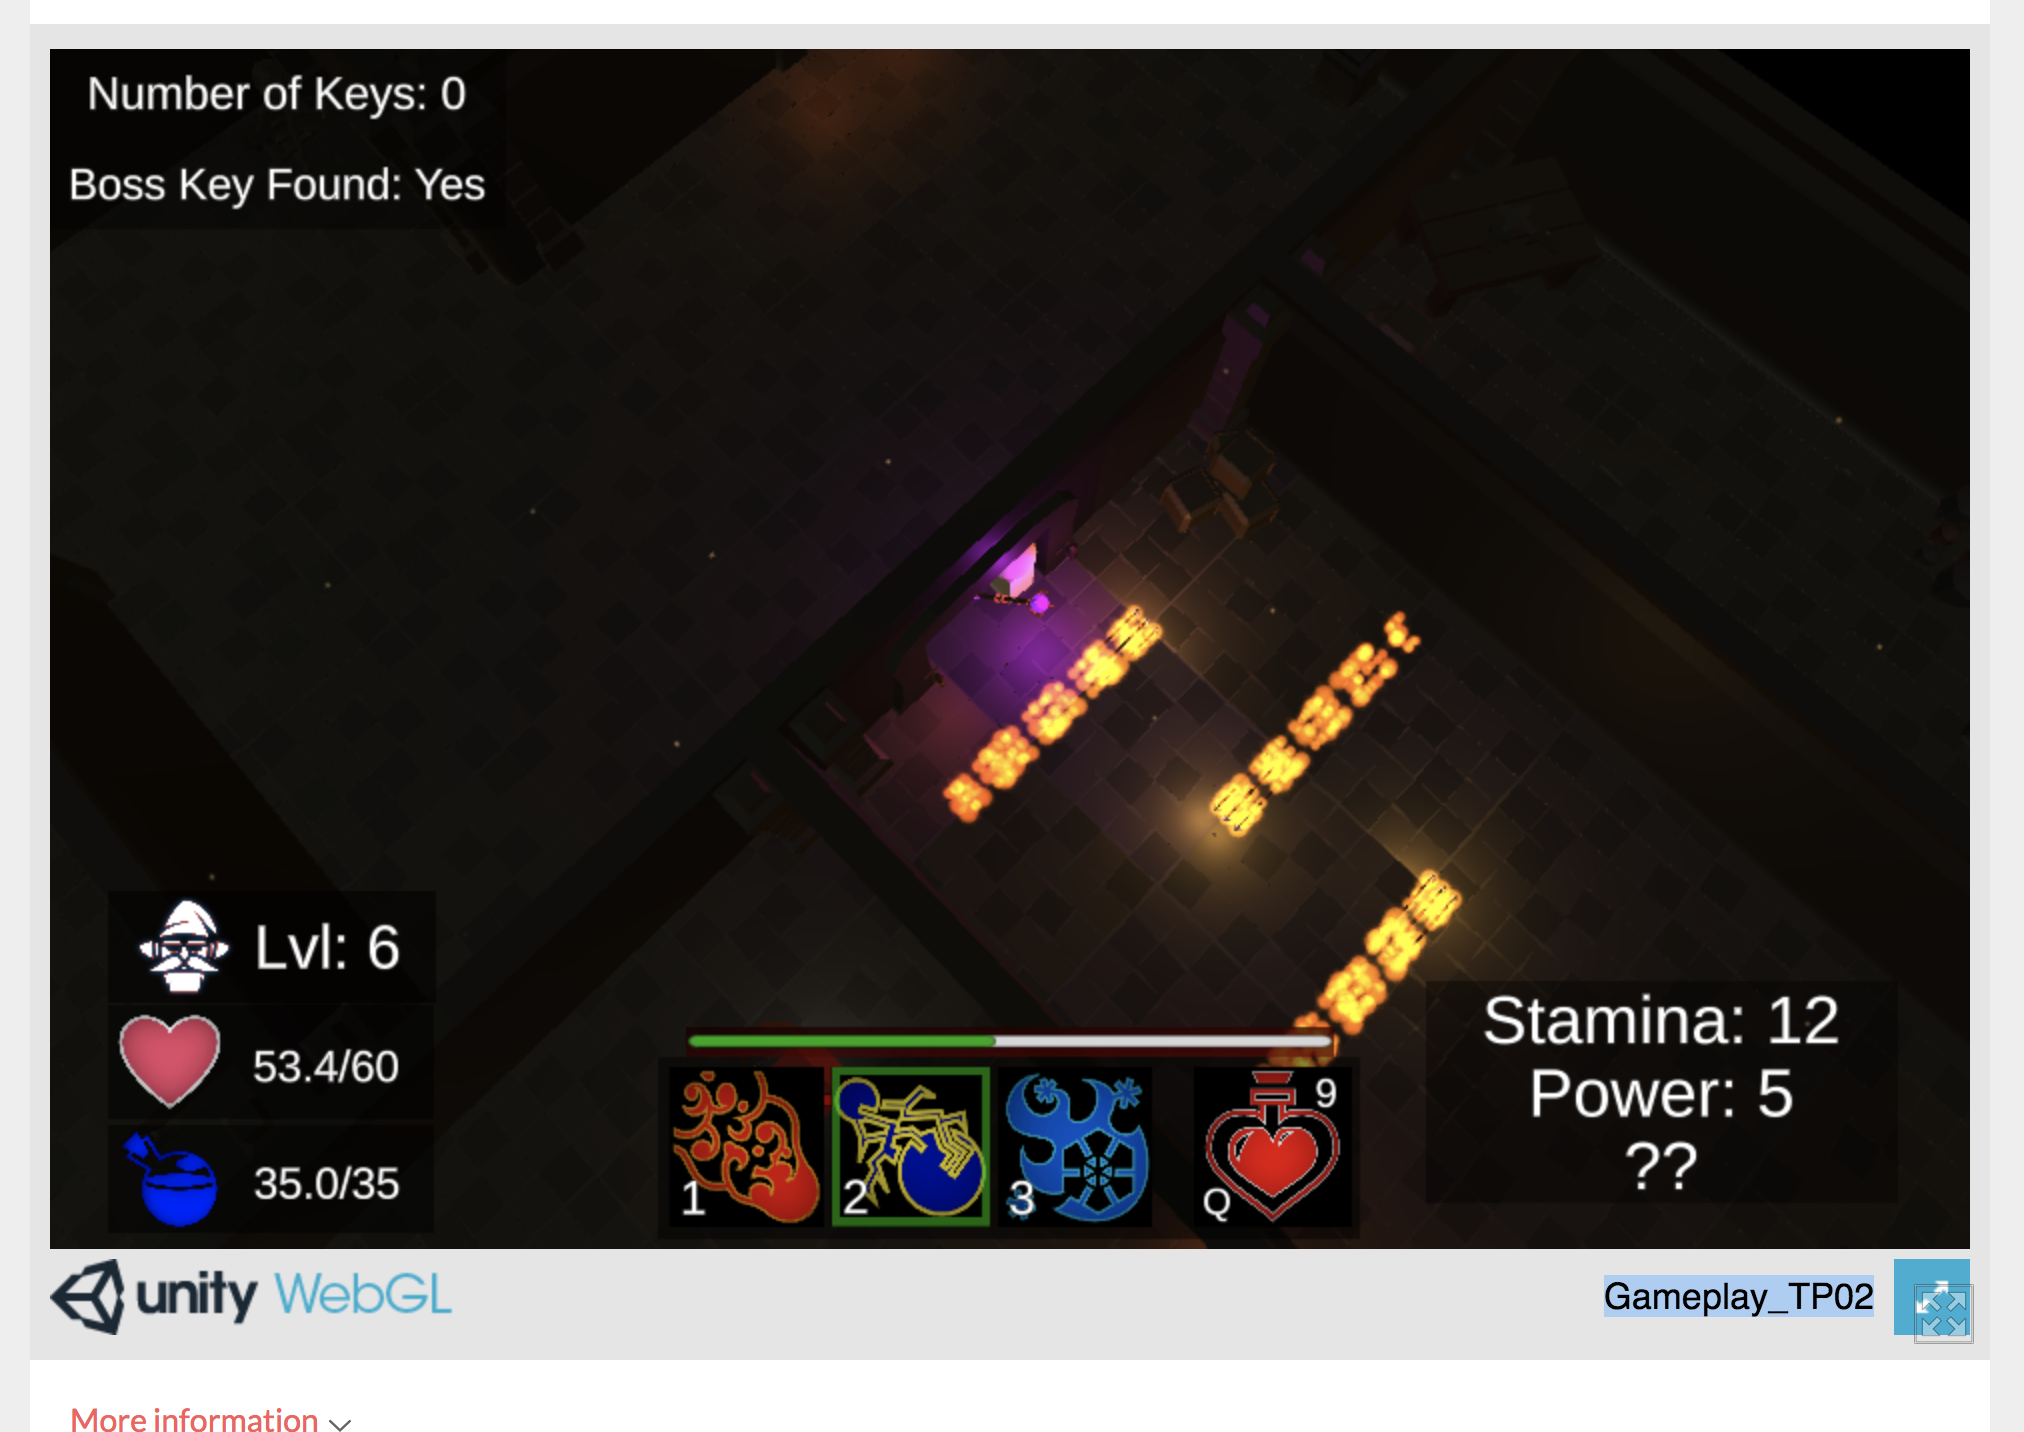 Number of Keys: 0
Boss Key Found: Yes
Lvl: 6
53.4/60
35.0/35
1
2
3
Q
9
Stamina: 12
Power: 5
??
unity WebGL
Gameplay_TP02
More information